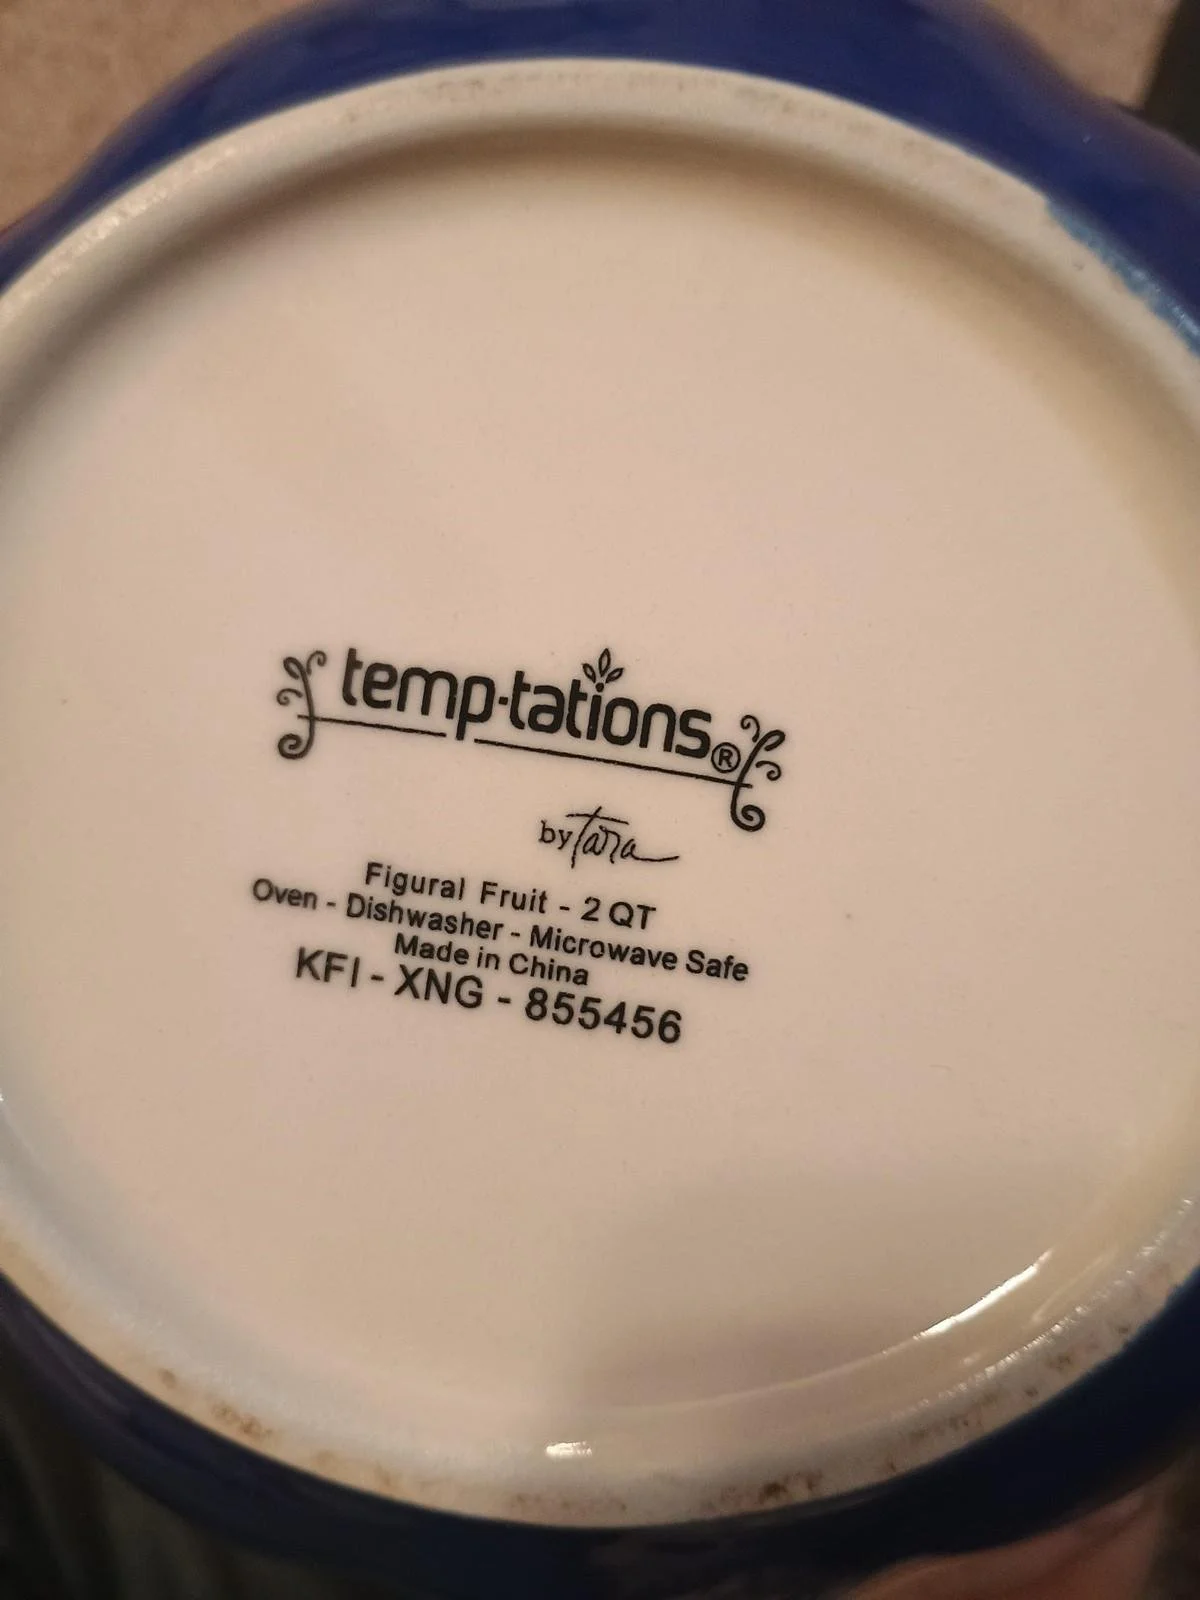 temp-tations®
by Tara
Figural Fruit - 2 QT
Oven - Dishwasher - Microwave Safe
Made in China
KFI - XNG - 855456